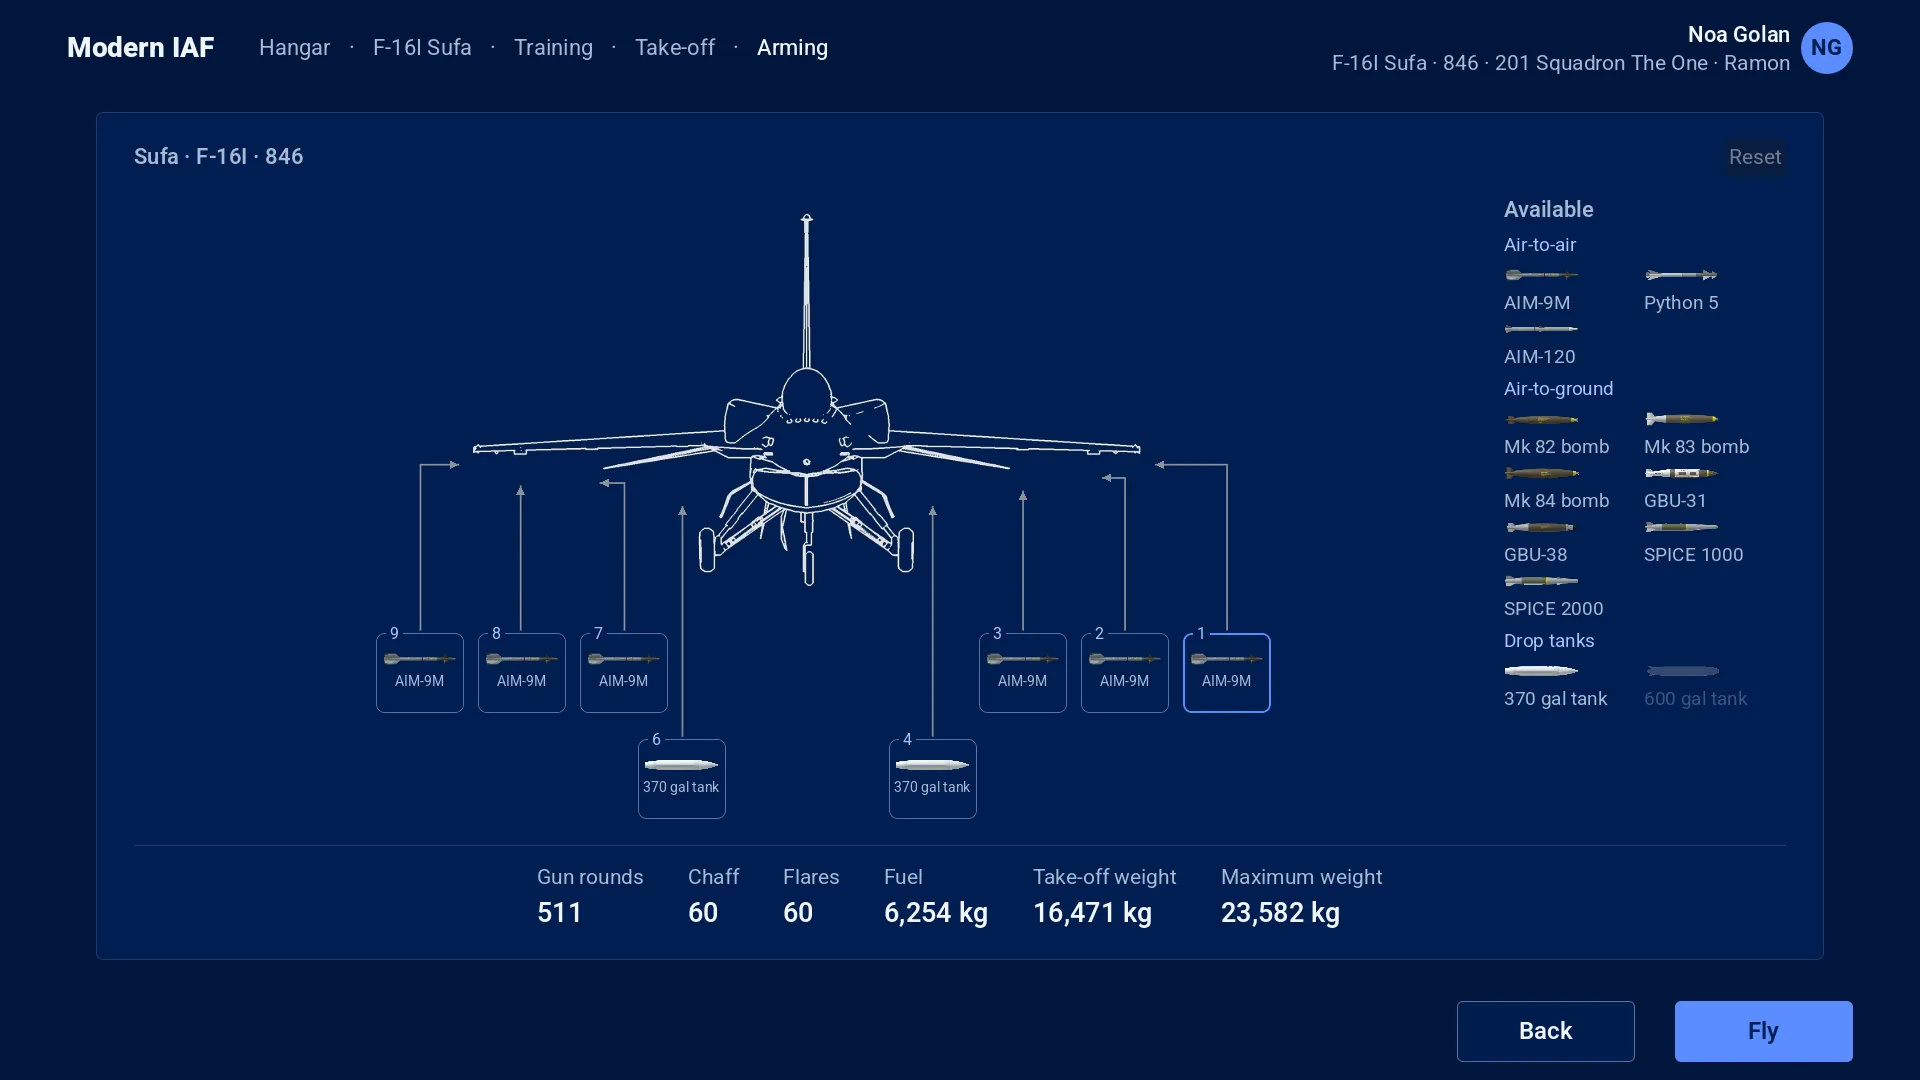 Modern IAF
Hangar · F-16I Sufa · Training · Take-off · Arming
Noa Golan
F-16I Sufa · 846 · 201 Squadron The One · Ramon
NG
Sufa · F-16I · 846
Reset
Available
Air-to-air
AIM-9M
Python 5
AIM-120
Air-to-ground
Mk 82 bomb
Mk 83 bomb
Mk 84 bomb
GBU-31
GBU-38
SPICE 1000
SPICE 2000
Drop tanks
370 gal tank
600 gal tank
9
AIM-9M
8
AIM-9M
7
AIM-9M
3
AIM-9M
2
AIM-9M
1
AIM-9M
6
370 gal tank
4
370 gal tank
Gun rounds
511
Chaff
60
Flares
60
Fuel
6,254 kg
Take-off weight
16,471 kg
Maximum weight
23,582 kg
Back
Fly